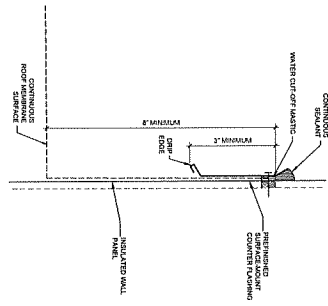 CONTINUOUS
SEALANT
WATER CUT-OFF MASTIC
3" MINIMUM
8" MINIMUM
DRIP
EDGE
CONTINUOUS
ROOF MEMBRANE
SURFACE
PREFINISHED
SURFACE-MOUNT
COUNTER FLASHING
INSULATED WALL
PANEL